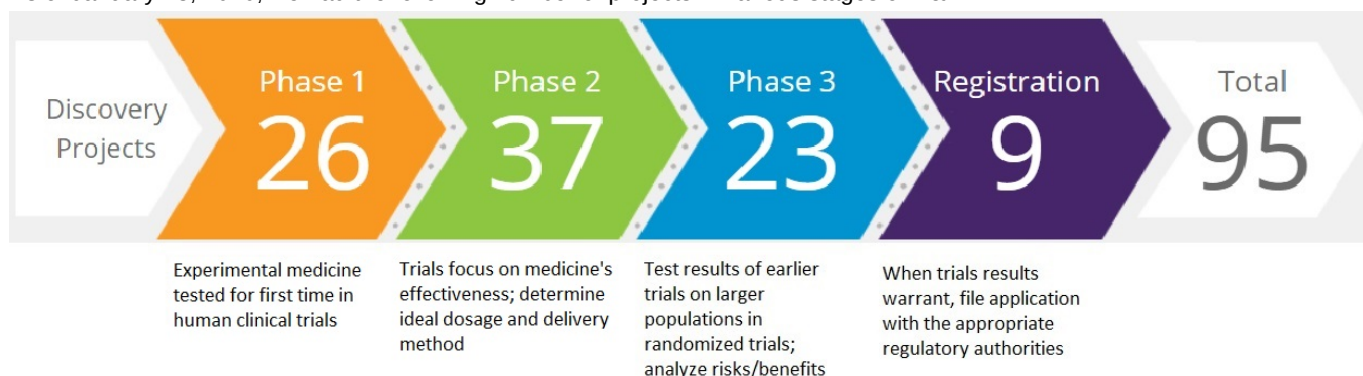 Discovery
Projects
Phase 1
26
Phase 2
37
Phase 3
23
Registration
9
Total
95
Experimental medicine
tested for first time in
human clinical trials
Trials focus on medicine's
effectiveness; determine
ideal dosage and delivery
method
Test results of earlier
trials on larger
populations in
randomized trials;
analyze risks/benefits
When trials results
warrant, file application
with the appropriate
regulatory authorities